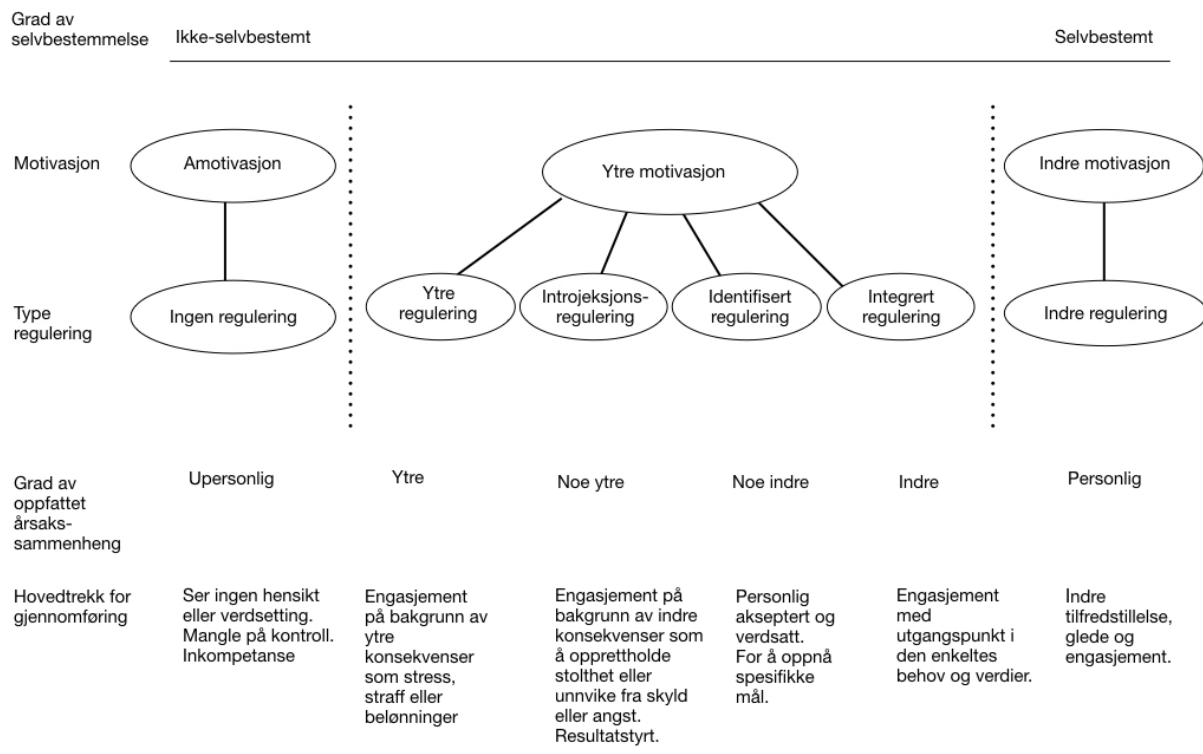 Grad av
selvbestemmelse
Ikke-selvbestemt
Selvbestemt
Motivasjon
Amotivasjon
Ytre motivasjon
Indre motivasjon
Type
regulering
Ingen regulering
Ytre
regulering
Introjeksjons-
regulering
Identifisert
regulering
Integrert
regulering
Indre regulering
Grad av
oppfattet
årsaks-
sammenheng
Upersonlig
Ytre
Noe ytre
Noe indre
Indre
Personlig
Hovedtrekk for
gjennomføring
Ser ingen hensikt
eller verdsetting.
Mangle på kontroll.
Inkompetanse
Engasjement
på bakgrunn av
ytre
konsekvenser
som stress,
straff eller
belønninger
Engasjement på
bakgrunn av indre
konsekvenser som
å opprettholde
stolthet eller
unnvike fra skyld
eller angst.
Resultatstyrt.
Personlig
akseptert og
verdsatt.
For å oppnå
spesifikke
mål.
Engasjement
med
utgangspunkt i
den enkeltes
behov og verdier.
Indre
tilfredstillelse,
glede og
engasjement.